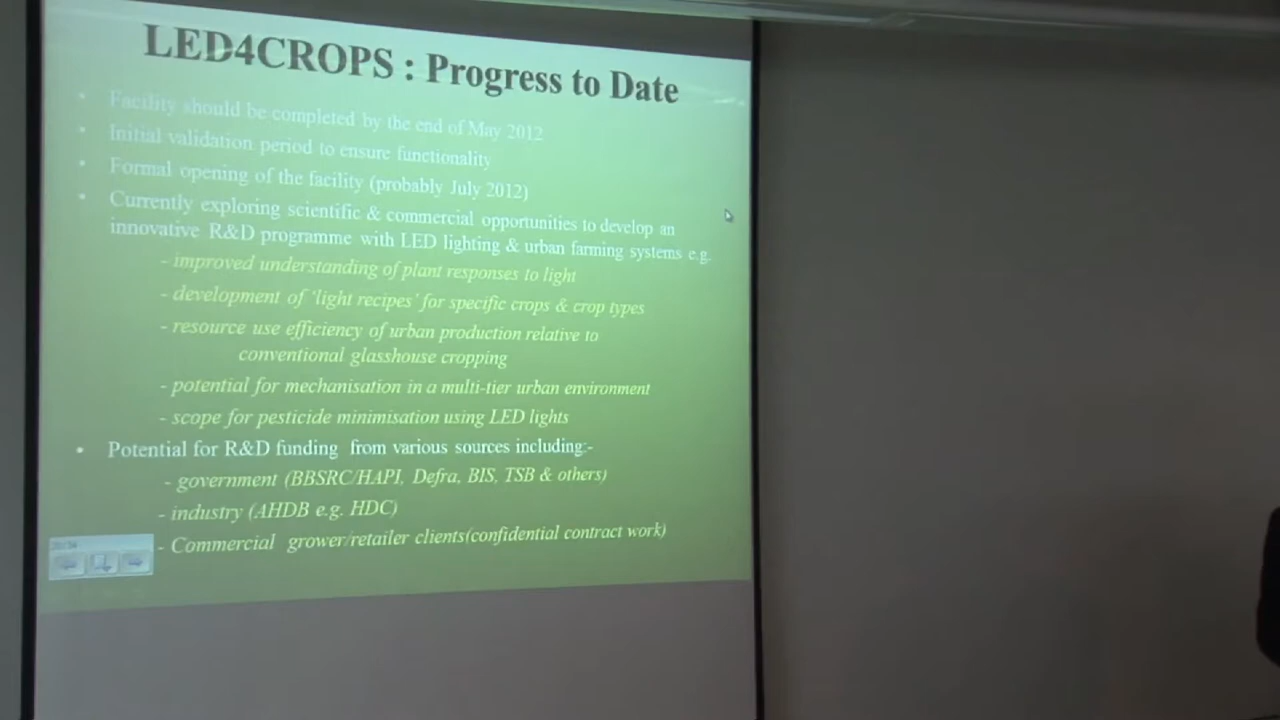 LED4CROPS : Progress to Date
• Facility should be completed by the end of May 2012
• Initial validation period to ensure functionality
• Formal opening of the facility (probably July 2012)
• Currently exploring scientific & commercial opportunities to develop an
innovative R&D programme with LED lighting & urban farming systems e.g.
- improved understanding of plant responses to light
- development of 'light recipes' for specific crops & crop types
- resource use efficiency of urban production relative to
conventional glasshouse cropping
- potential for mechanisation in a multi-tier urban environment
- scope for pesticide minimisation using LED lights
• Potential for R&D funding from various sources including:-
- government (BBSRC/HAPI, Defra, BIS, TSB & others)
- industry (AHDB e.g. HDC)
- Commercial grower/retailer clients(confidential contract work)